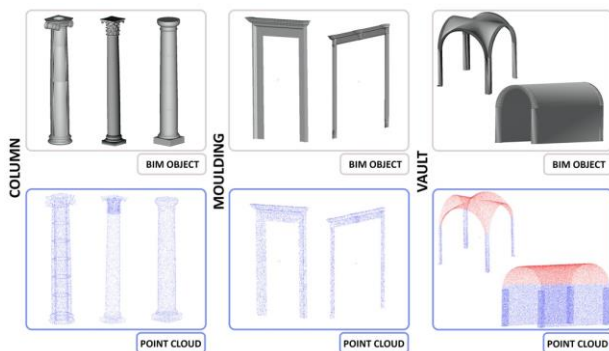 COLUMN
BIM OBJECT
POINT CLOUD
MOULDING
BIM OBJECT
POINT CLOUD
VAULT
BIM OBJECT
POINT CLOUD